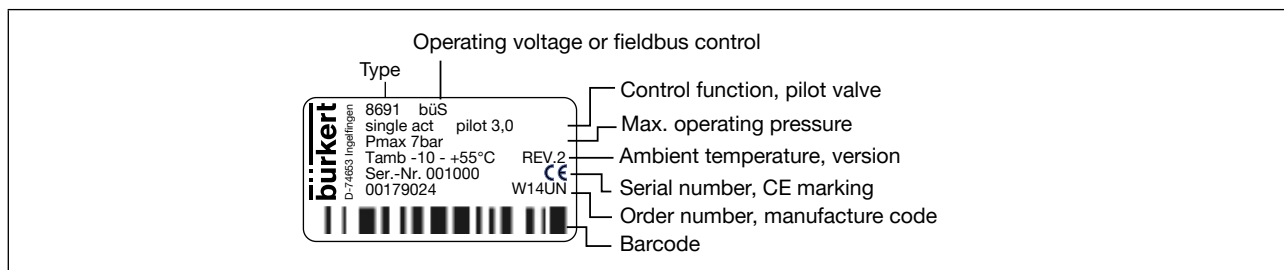 Operating voltage or fieldbus control
Type
Control function, pilot valve
Max. operating pressure
Ambient temperature, version
Serial number, CE marking
Order number, manufacture code
Barcode
bürkert
D-74653 Ingelfingen
8691 büS
single act pilot 3,0
Pmax 7bar
Tamb -10 - +55°C REV.2
Ser.-Nr. 001000 CE
00179024 W14UN